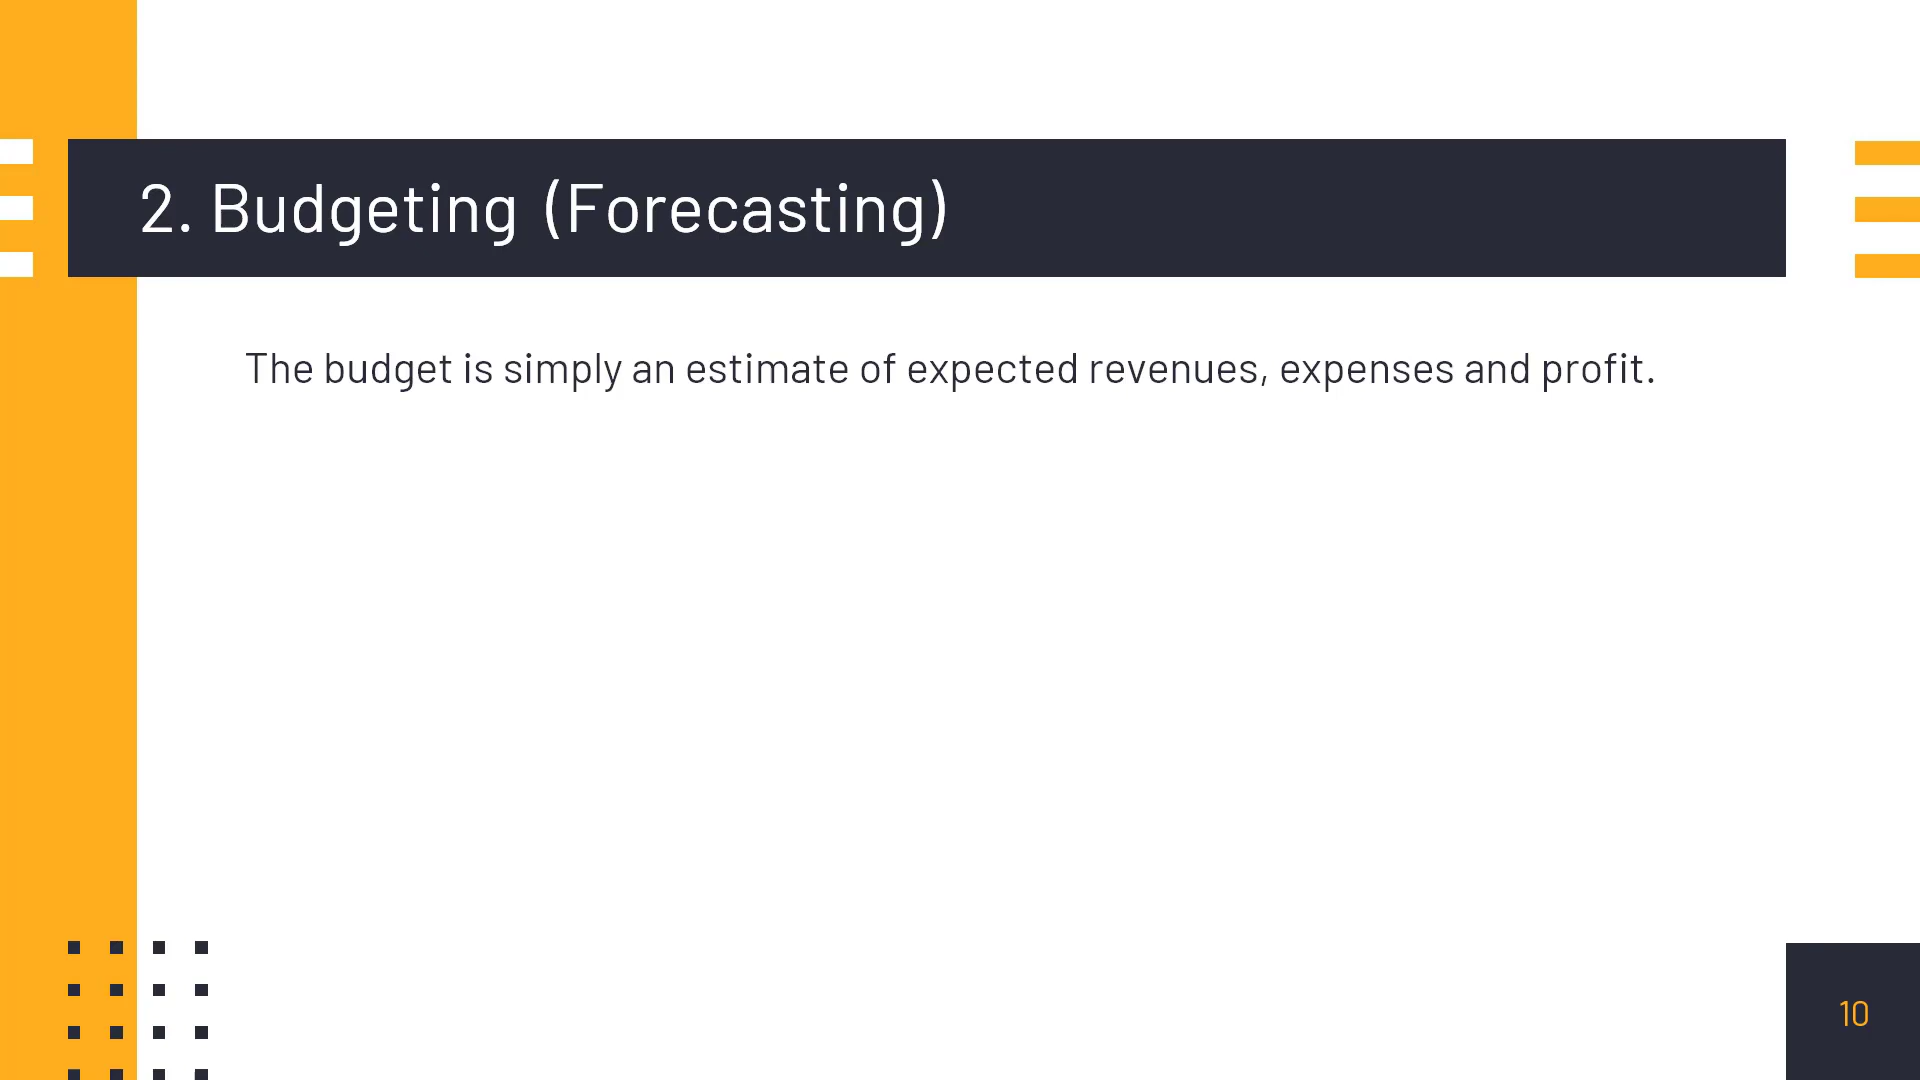 2. Budgeting (Forecasting)
The budget is simply an estimate of expected revenues, expenses and profit.
10